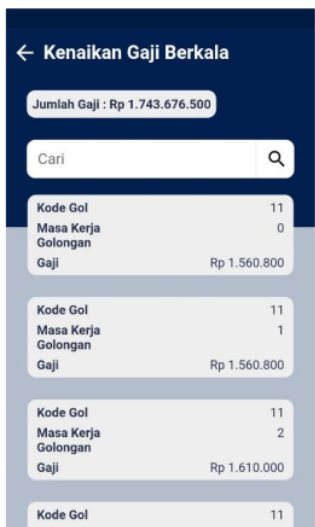 Kenaikan Gaji Berkala
Jumlah Gaji : Rp 1.743.676.500
Cari
Kode Gol 11
Masa Kerja Golongan 0
Gaji Rp 1.560.800
Kode Gol 11
Masa Kerja Golongan 1
Gaji Rp 1.560.800
Kode Gol 11
Masa Kerja Golongan 2
Gaji Rp 1.610.000
Kode Gol 11